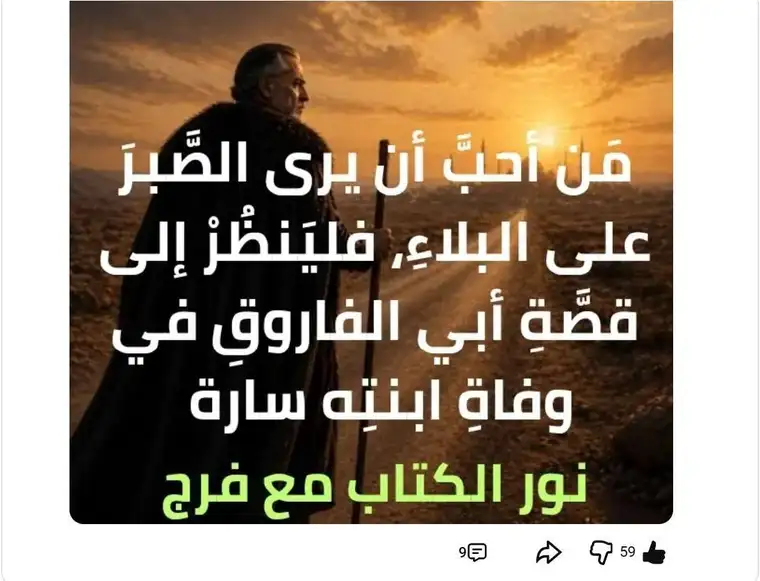 مَن أحبَّ أن يرى الصَّبرَ
على البلاءِ, فليَنظُرْ إلى
قصَّةِ أبي الفاروقِ في
وفاةِ ابنتِه سارة
نور الكتاب مع فرج
59
9